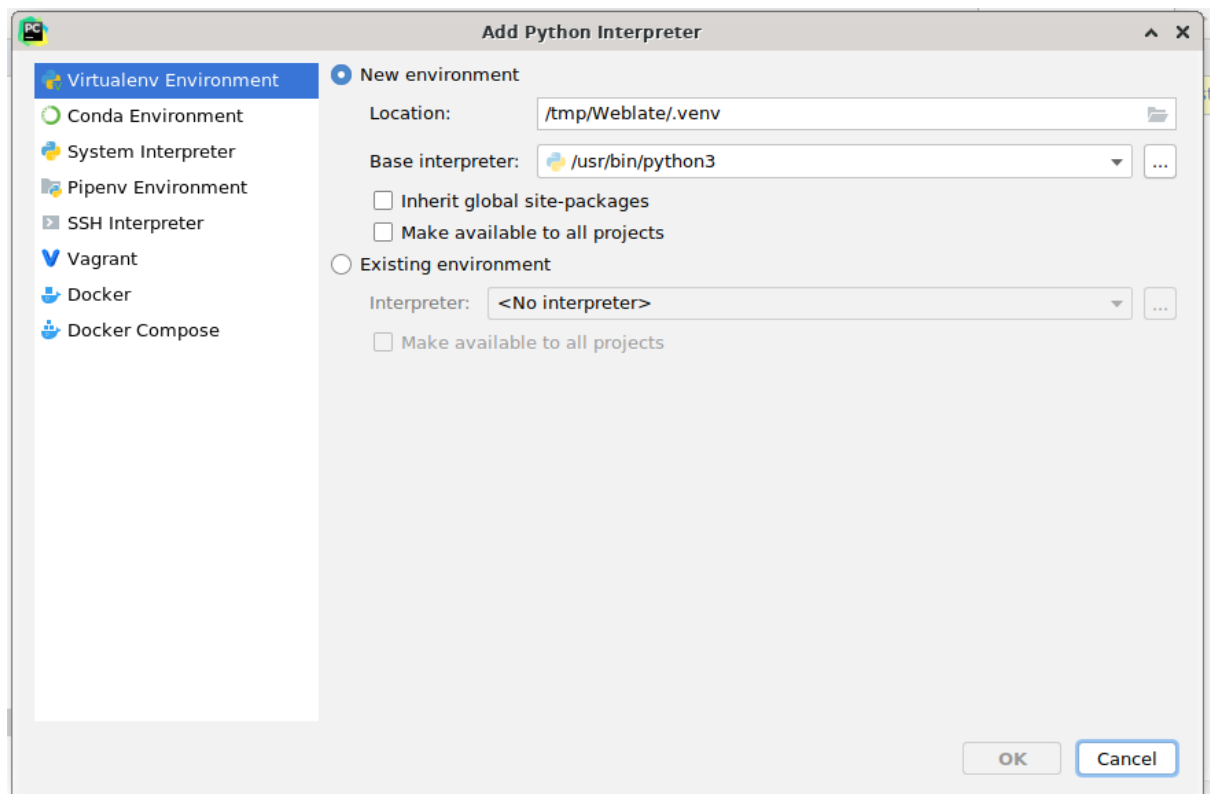 PC
Add Python Interpreter
Virtualenv Environment
Conda Environment
System Interpreter
Pipenv Environment
SSH Interpreter
Vagrant
Docker
Docker Compose
New environment
Location: /tmp/Weblate/.venv
Base interpreter: /usr/bin/python3 ...
Inherit global site-packages
Make available to all projects
Existing environment
Interpreter: <No interpreter> ...
Make available to all projects
OK Cancel